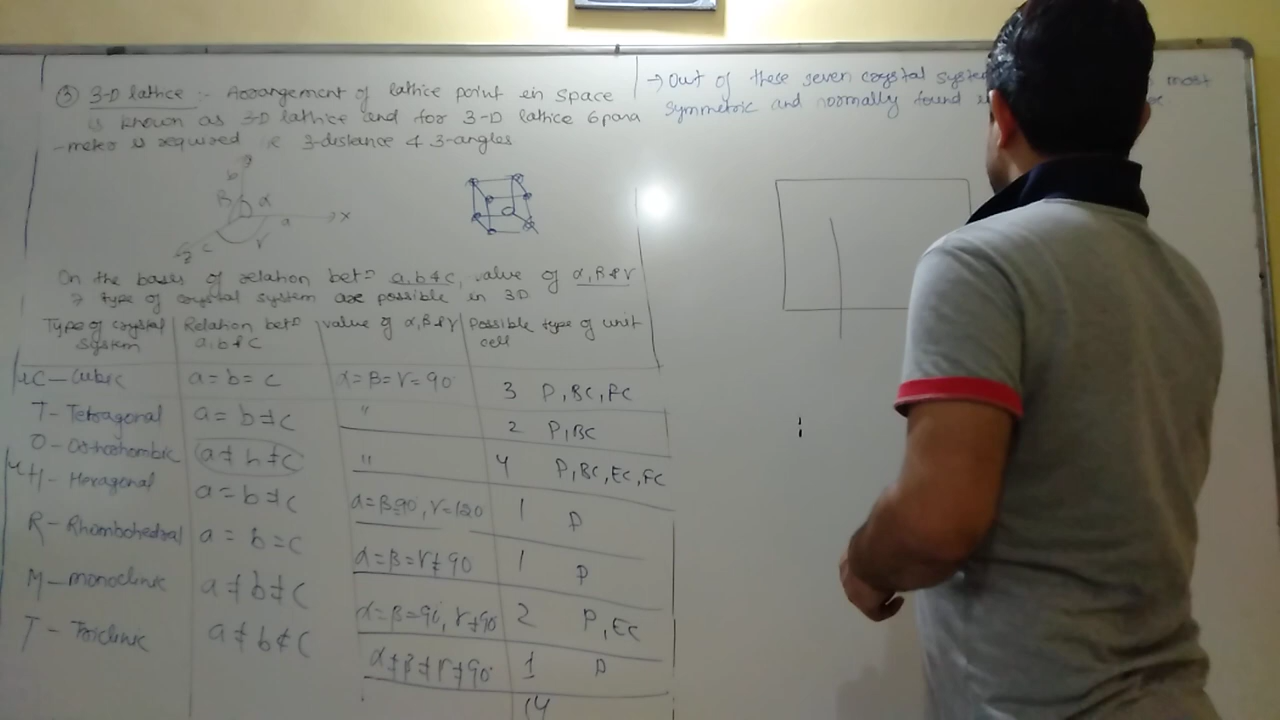 ③ 3-D lattice :- Arrangement of lattice point in space
is known as 3D lattice and for 3-D lattice 6 para
-meter is required ie 3-distance & 3-angles
b
β α
a x
c γ
z
On the bases of relation betn a, b & c, value of α, β & γ
7 type of crystal system are possible in 3D
Type of crystal system | Relation betn a, b & c | value of α, β & γ | Possible type of unit cell
C - Cubic a = b = c α = β = γ = 90 3 P, BC, FC
T - Tetragonal a = b ≠ c " 2 P, BC
O - Orthorhombic a ≠ b ≠ c " 4 P, BC, EC, FC
H - Hexagonal a = b ≠ c α = β = 90, γ = 120 1 P
R - Rhombohedral a = b = c α = β = γ ≠ 90 1 P
M - monoclinic a ≠ b ≠ c α = β = 90, γ ≠ 90 2 P, EC
T - Triclinic a ≠ b ≠ c α ≠ β ≠ γ ≠ 90 1 P
14
→ Out of these seven crystal most
symmetric and normally found